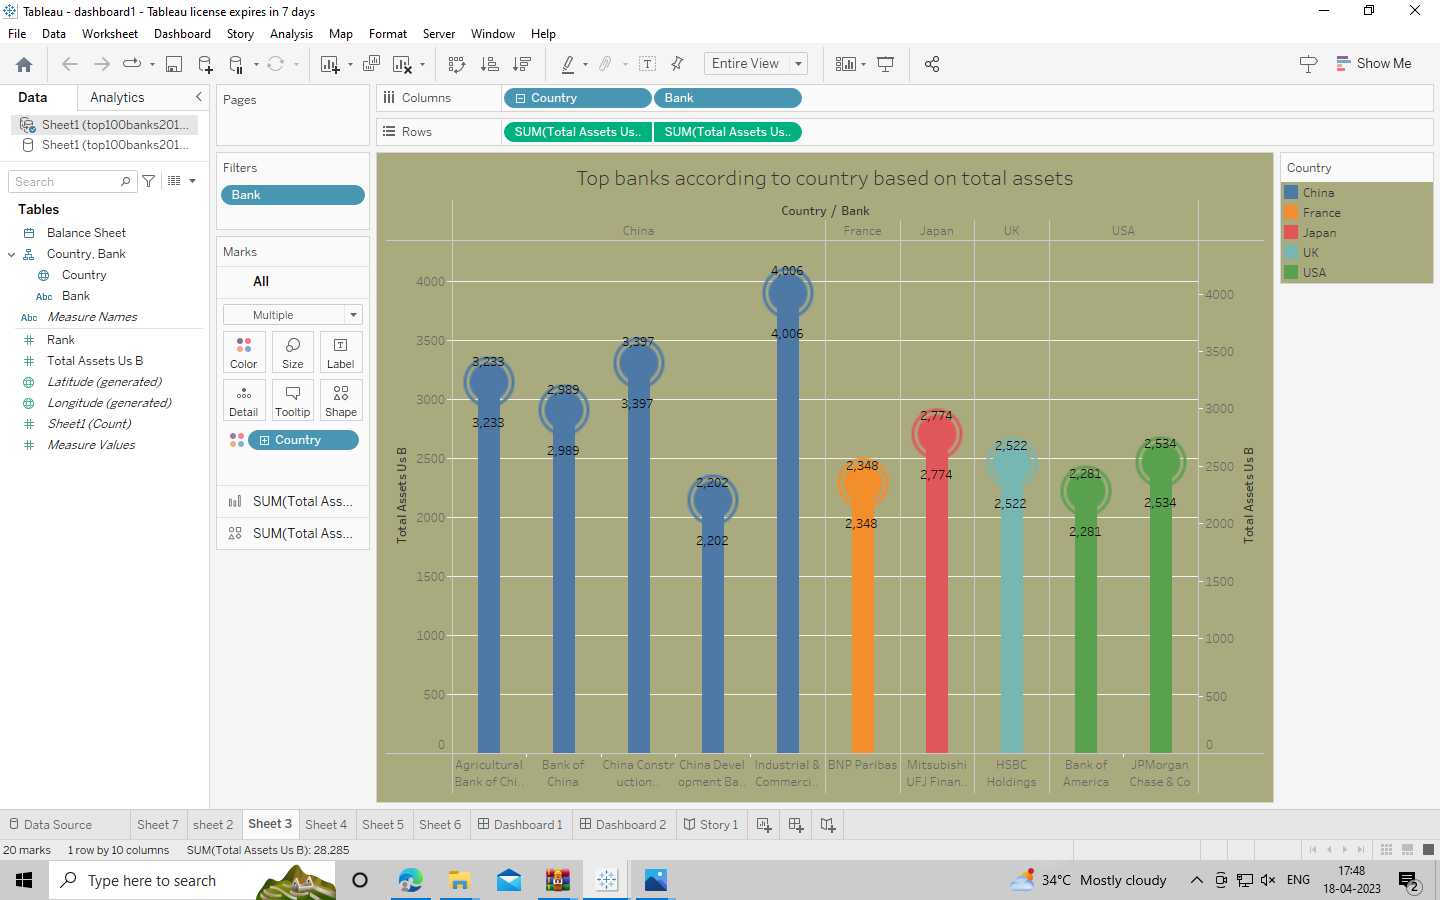 Tableau - dashboard1 - Tableau license expires in 7 days
File Data Worksheet Dashboard Story Analysis Map Format Server Window Help
Entire View
Show Me
Data Analytics
Sheet1 (top100banks201...
Sheet1 (top100banks201...
Search
Tables
Balance Sheet
Country, Bank
Country
Abc Bank
Abc Measure Names
Rank
Total Assets Us B
Latitude (generated)
Longitude (generated)
Sheet1 (Count)
Measure Values
Pages
Filters
Bank
Marks
All
Multiple
Color Size Label
Detail Tooltip Shape
Country
SUM(Total Ass...
SUM(Total Ass...
Columns Country Bank
Rows SUM(Total Assets Us.. SUM(Total Assets Us..
Top banks according to country based on total assets
Country / Bank
China France Japan UK USA
Total Assets Us B
4000
3500
3000
2500
2000
1500
1000
500
0
3,233
3,233
2,989
2,989
3,397
3,397
2,202
2,202
4,006
4,006
2,348
2,348
2,774
2,774
2,522
2,522
2,281
2,281
2,534
2,534
4000
3500
3000
2500
2000
1500
1000
500
0
Total Assets Us B
Agricultural
Bank of Chi..
Bank of
China
China Constr
uction..
China Devel
opment Ba..
Industrial &
Commerci..
BNP Paribas
Mitsubishi
UFJ Finan..
HSBC
Holdings
Bank of
America
JPMorgan
Chase & Co
Country
China
France
Japan
UK
USA
Data Source Sheet 7 sheet 2 Sheet 3 Sheet 4 Sheet 5 Sheet 6 Dashboard 1 Dashboard 2 Story 1
20 marks 1 row by 10 columns SUM(Total Assets Us B): 28,285
Type here to search
34°C Mostly cloudy
ENG
17:48
18-04-2023
2